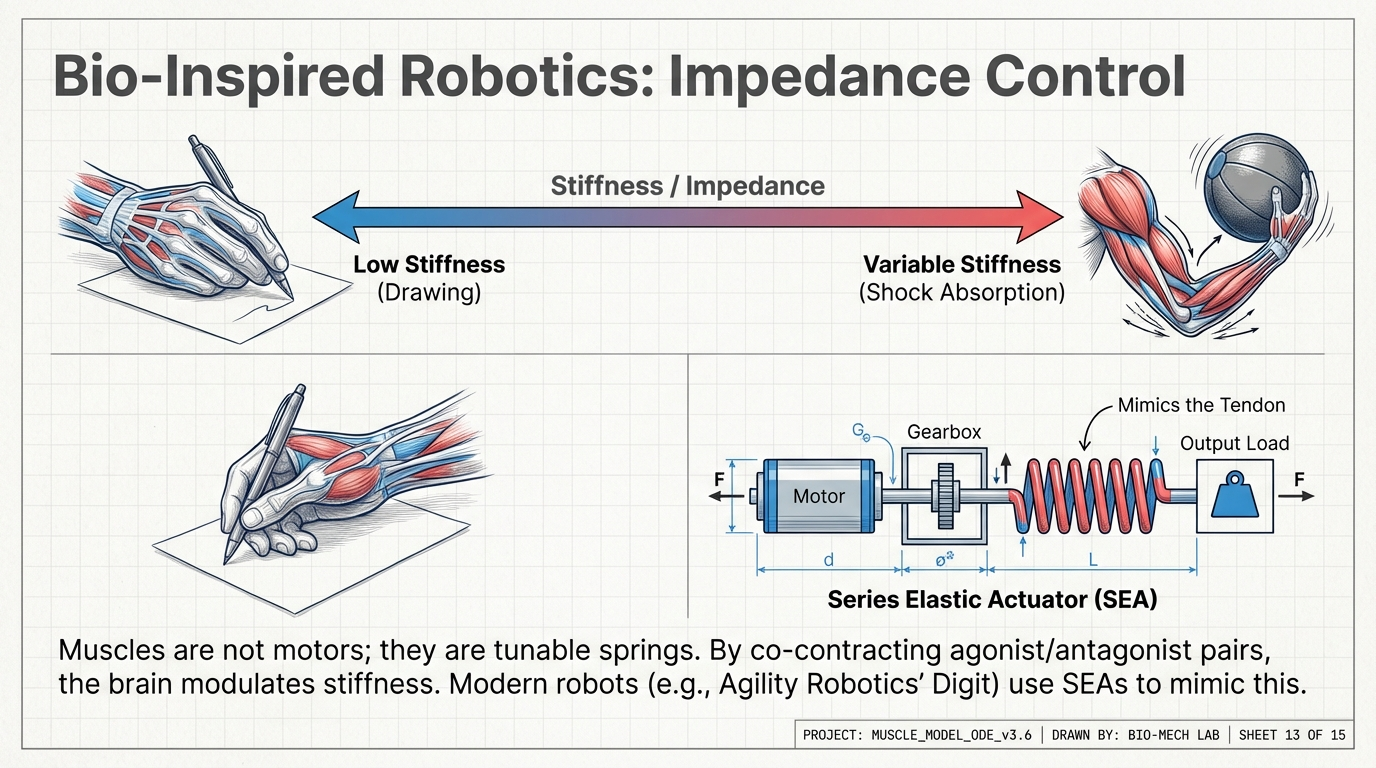 Bio-Inspired Robotics: Impedance Control
Stiffness / Impedance
Low Stiffness
(Drawing)
Variable Stiffness
(Shock Absorption)
Mimics the Tendon
Gearbox
Output Load
F
Motor
F
d
L
Series Elastic Actuator (SEA)
Muscles are not motors; they are tunable springs. By co-contracting agonist/antagonist pairs,
the brain modulates stiffness. Modern robots (e.g., Agility Robotics’ Digit) use SEAs to mimic this.
PROJECT: MUSCLE_MODEL_ODE_v3.6 | DRAWN BY: BIO-MECH LAB | SHEET 13 OF 15